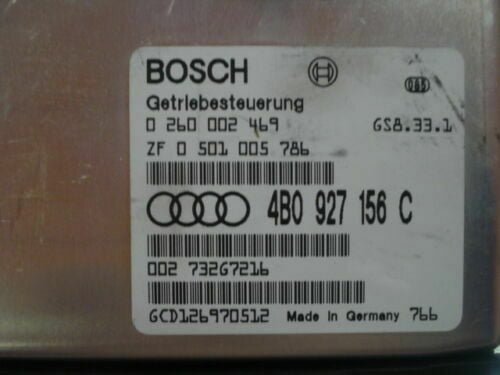 BOSCH
Getriebesteuerung
0 260 002 469 GS8.33.1
ZF 0 501 005 786
4B0 927 156 C
002 73267216
GCD126970512 Made in Germany 766